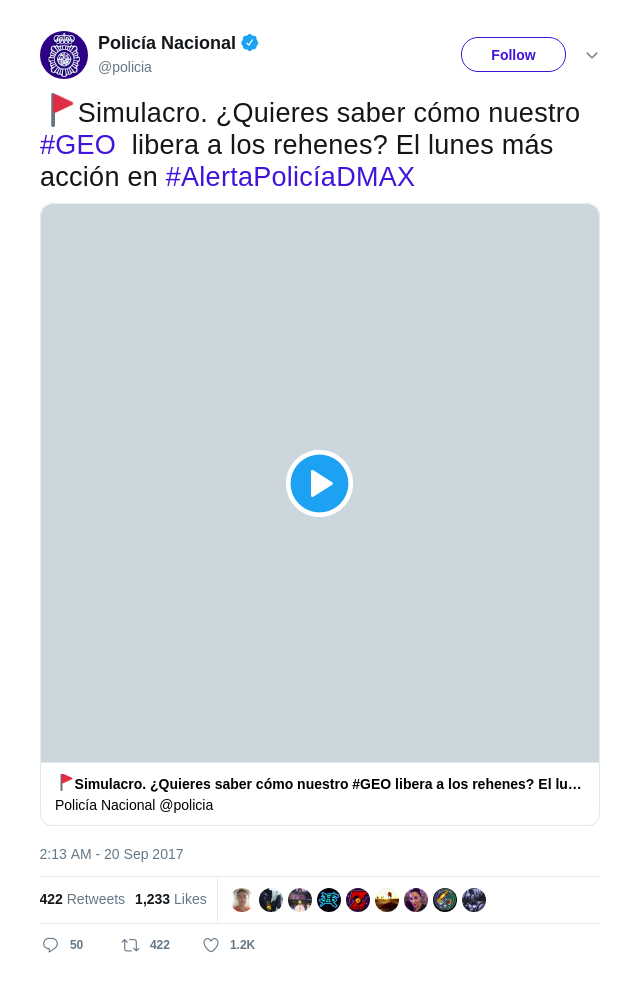 Policía Nacional
@policia
Follow
Simulacro. ¿Quieres saber cómo nuestro
#GEO libera a los rehenes? El lunes más
acción en #AlertaPolicíaDMAX
Simulacro. ¿Quieres saber cómo nuestro #GEO libera a los rehenes? El lu…
Policía Nacional @policia
2:13 AM - 20 Sep 2017
422 Retweets 1,233 Likes
50 422 1.2K